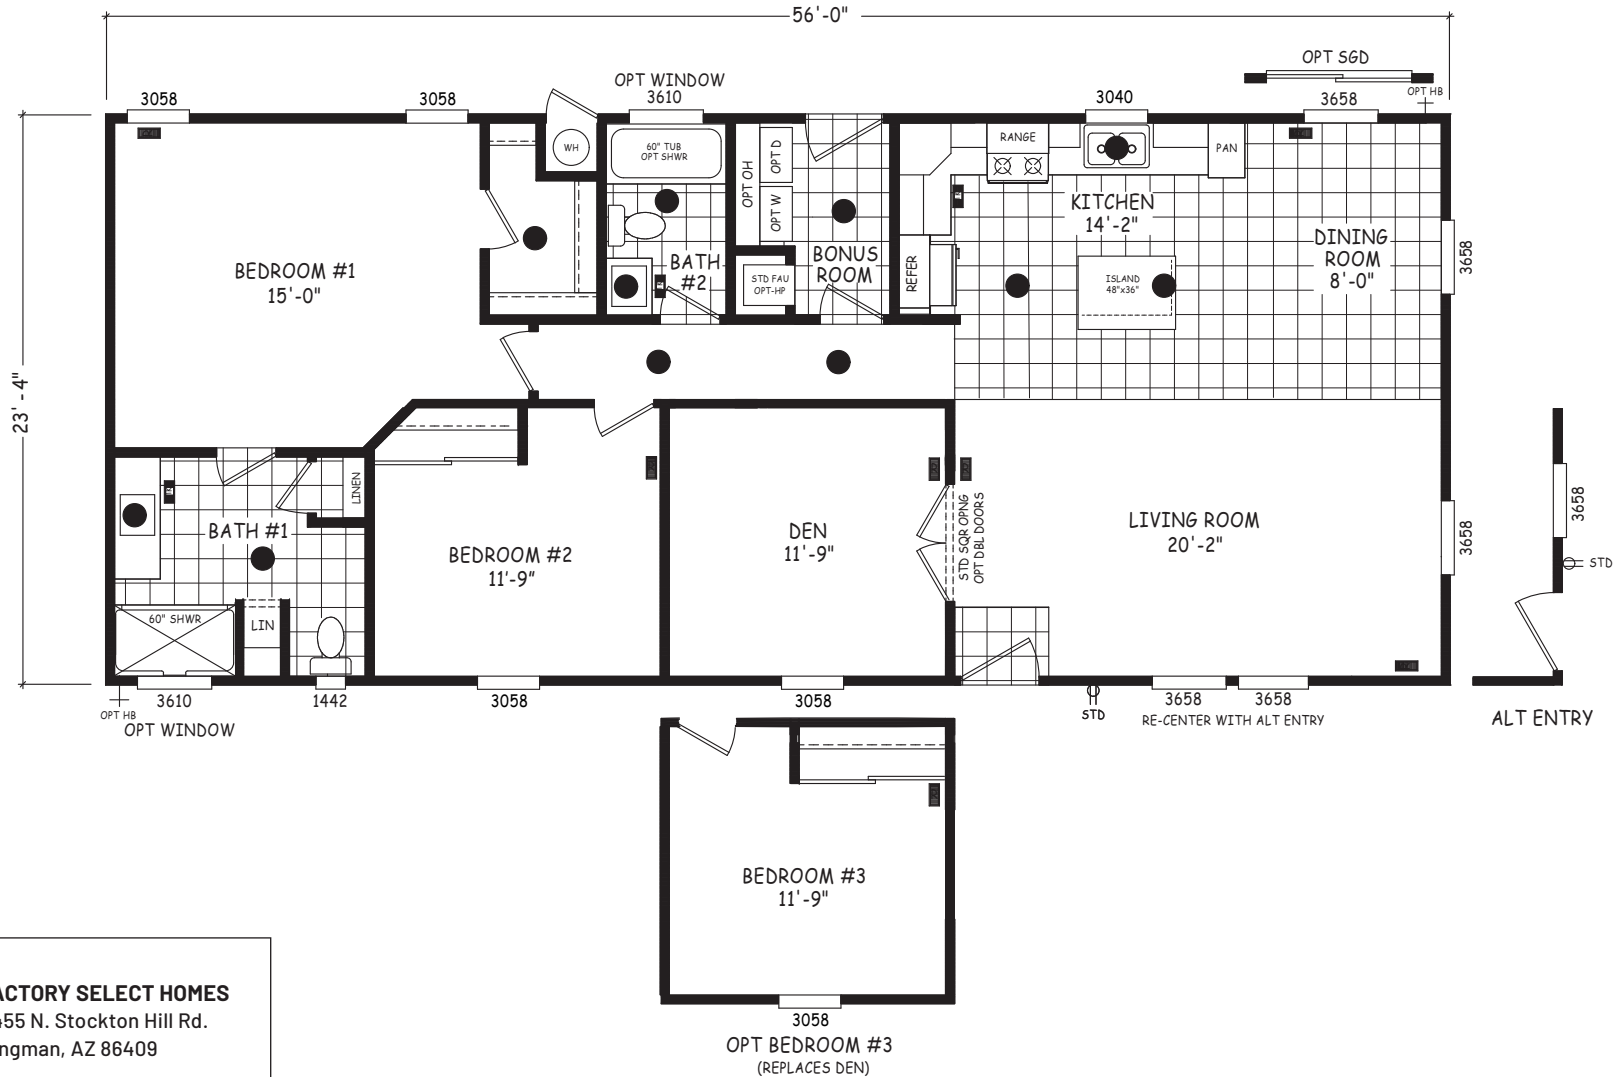 56'-0"
OPT SGD
OPT WINDOW
3058
3058
3610
3040
3658
OPT HB
WH
60" TUB
OPT SHWR
OPT OH
OPT D
OPT W
RANGE
PAN
KITCHEN
14'-2"
DINING
ROOM
8'-0"
3658
BEDROOM #1
15'-0"
BATH
#2
STD FAU
OPT-HP
BONUS
ROOM
REFER
ISLAND
48"x36"
23' - 4"
LINEN
BATH #1
60" SHWR
LIN
BEDROOM #2
11'-9"
DEN
11'-9"
STD SQR OPNG
OPT DBL DOORS
LIVING ROOM
20'-2"
3658
3658
STD
OPT HB
3610
OPT WINDOW
1442
3058
3058
STD
3658
3658
RE-CENTER WITH ALT ENTRY
ALT ENTRY
BEDROOM #3
11'-9"
3058
OPT BEDROOM #3
(REPLACES DEN)
ACTORY SELECT HOMES
455 N. Stockton Hill Rd.
ngman, AZ 86409